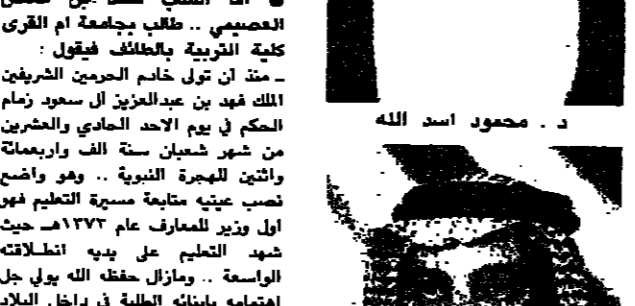 العصيمي .. طالب بجامعة ام القرى
كلية التربية بالطائف فيقول :
ـ منذ أن تولى خادم الحرمين الشريفين
الملك فهد بن عبدالعزيز آل سعود زمام
الحكم في يوم الاحد الحادي والعشرين
من شهر شعبان سنة الف واربعمائة
واثنين للهجرة النبوية .. وهو واضع
نصب عينيه متابعة مسيرة التعليم فهو
اول وزير للمعارف عام ١٣٧٣هـ حيث
شهد التعليم على يديه انطلاقته
الواسعة .. ومازال حفظه الله يولي جل
اهتمامه بابنائه الطلبة في داخل البلاد
د . محمود اسد الله